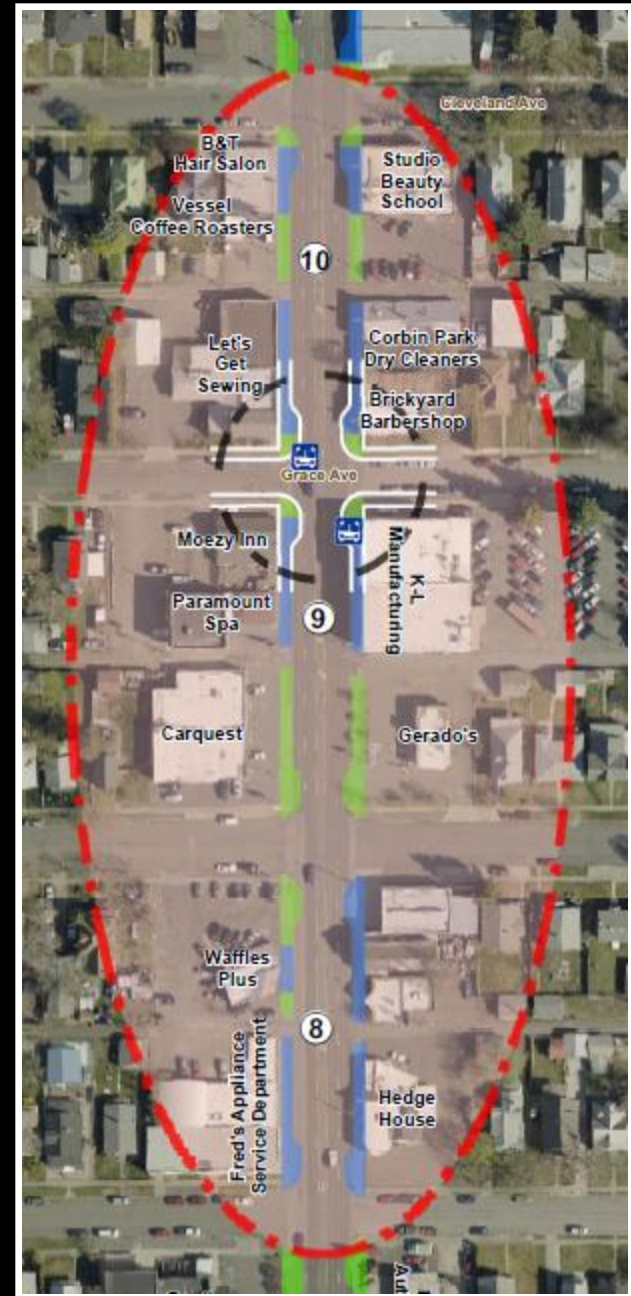 Cleveland Ave
B&T
Hair Salon
Studio
Beauty
School
Vessel
Coffee Roasters
10
Let's
Get
Sewing
Corbin Park
Dry Cleaners
Brickyard
Barbershop
Grace Ave
Moezy Inn
K-L
Manufacturing
Paramount
Spa
9
Carquest
Gerado's
Waffles
Plus
8
Fred's Appliance
Service Department
Hedge
House